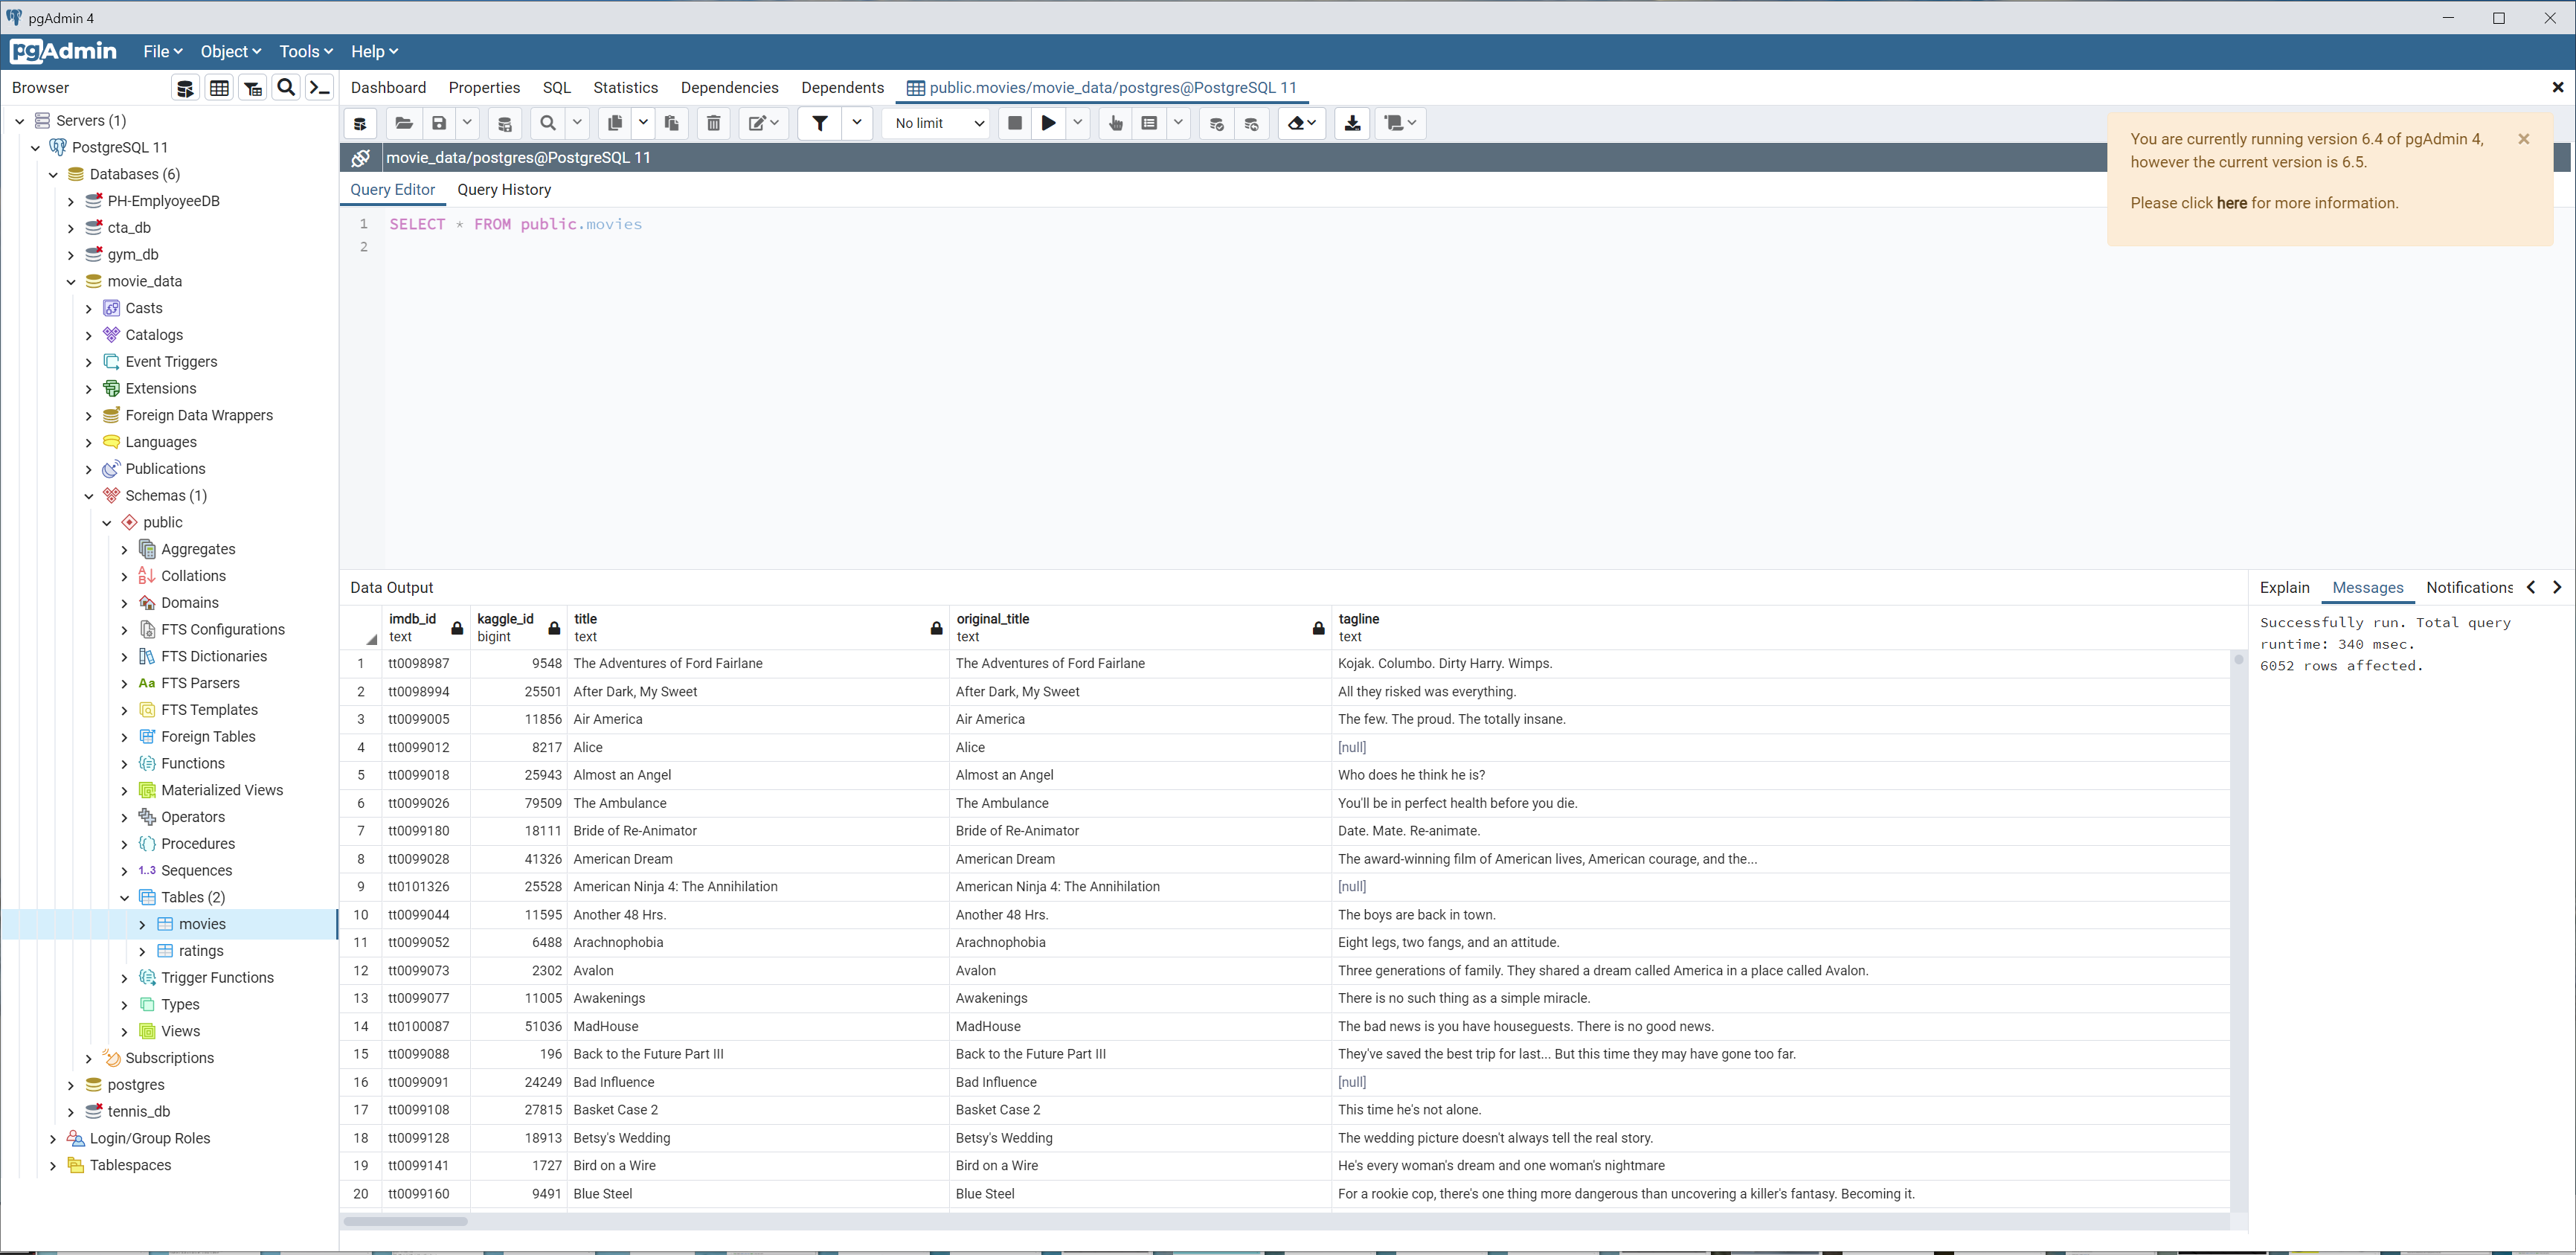 pgAdmin 4
pgAdmin File Object Tools Help
Browser
Dashboard Properties SQL Statistics Dependencies Dependents public.movies/movie_data/postgres@PostgreSQL 11
No limit
movie_data/postgres@PostgreSQL 11
Query Editor Query History
1 SELECT * FROM public.movies
2
You are currently running version 6.4 of pgAdmin 4,
however the current version is 6.5.
Please click here for more information.
Servers (1)
PostgreSQL 11
Databases (6)
PH-EmplyoyeeDB
cta_db
gym_db
movie_data
Casts
Catalogs
Event Triggers
Extensions
Foreign Data Wrappers
Languages
Publications
Schemas (1)
public
Aggregates
Collations
Domains
FTS Configurations
FTS Dictionaries
Aa FTS Parsers
FTS Templates
Foreign Tables
Functions
Materialized Views
Operators
Procedures
1..3 Sequences
Tables (2)
movies
ratings
Trigger Functions
Types
Views
Subscriptions
postgres
tennis_db
Login/Group Roles
Tablespaces
Data Output
imdb_id kaggle_id title original_title tagline
text bigint text text text
1 tt0098987 9548 The Adventures of Ford Fairlane The Adventures of Ford Fairlane Kojak. Columbo. Dirty Harry. Wimps.
2 tt0098994 25501 After Dark, My Sweet After Dark, My Sweet All they risked was everything.
3 tt0099005 11856 Air America Air America The few. The proud. The totally insane.
4 tt0099012 8217 Alice Alice [null]
5 tt0099018 25943 Almost an Angel Almost an Angel Who does he think he is?
6 tt0099026 79509 The Ambulance The Ambulance You'll be in perfect health before you die.
7 tt0099180 18111 Bride of Re-Animator Bride of Re-Animator Date. Mate. Re-animate.
8 tt0099028 41326 American Dream American Dream The award-winning film of American lives, American courage, and the...
9 tt0101326 25528 American Ninja 4: The Annihilation American Ninja 4: The Annihilation [null]
10 tt0099044 11595 Another 48 Hrs. Another 48 Hrs. The boys are back in town.
11 tt0099052 6488 Arachnophobia Arachnophobia Eight legs, two fangs, and an attitude.
12 tt0099073 2302 Avalon Avalon Three generations of family. They shared a dream called America in a place called Avalon.
13 tt0099077 11005 Awakenings Awakenings There is no such thing as a simple miracle.
14 tt0100087 51036 MadHouse MadHouse The bad news is you have houseguests. There is no good news.
15 tt0099088 196 Back to the Future Part III Back to the Future Part III They've saved the best trip for last... But this time they may have gone too far.
16 tt0099091 24249 Bad Influence Bad Influence [null]
17 tt0099108 27815 Basket Case 2 Basket Case 2 This time he's not alone.
18 tt0099128 18913 Betsy's Wedding Betsy's Wedding The wedding picture doesn't always tell the real story.
19 tt0099141 1727 Bird on a Wire Bird on a Wire He's every woman's dream and one woman's nightmare
20 tt0099160 9491 Blue Steel Blue Steel For a rookie cop, there's one thing more dangerous than uncovering a killer's fantasy. Becoming it.
Explain Messages Notifications
Successfully run. Total query
runtime: 340 msec.
6052 rows affected.